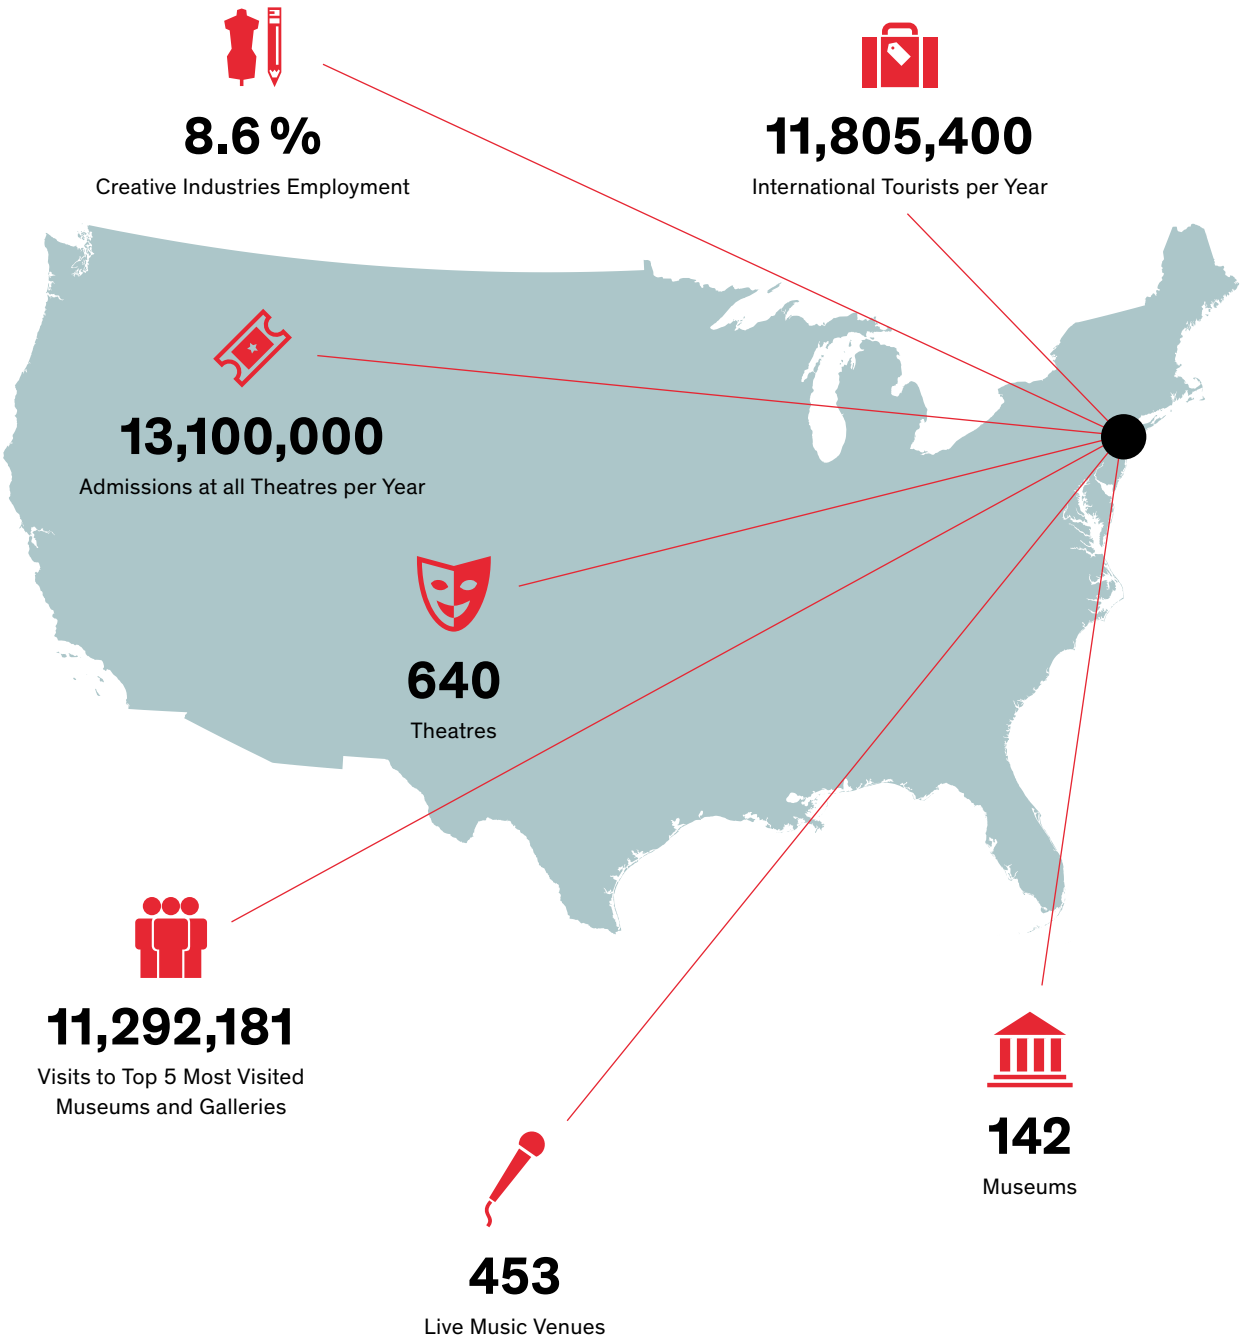 8.6 %
Creative Industries Employment
11,805,400
International Tourists per Year
13,100,000
Admissions at all Theatres per Year
640
Theatres
11,292,181
Visits to Top 5 Most Visited
Museums and Galleries
142
Museums
453
Live Music Venues